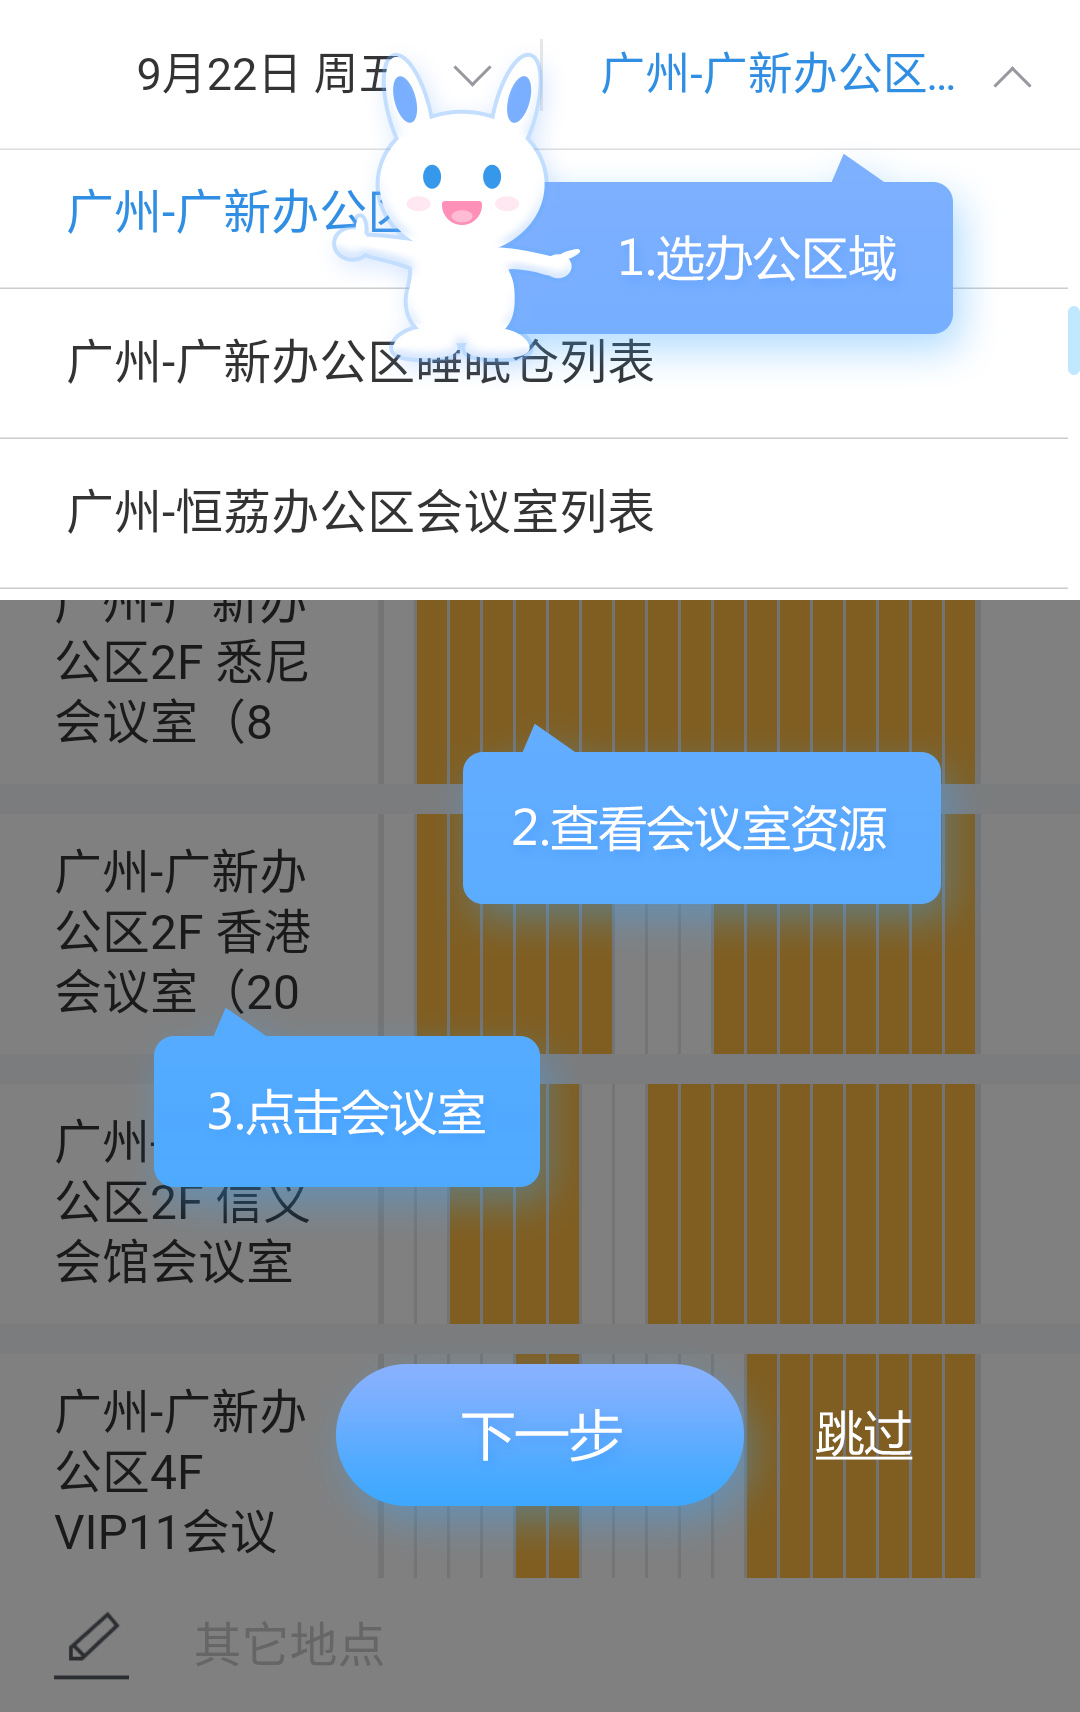 9月22日 周五
广州-广新办公区...
广州-广新办公区
1.选办公区域
广州-广新办公区睡眠仓列表
广州-恒荔办公区会议室列表
广州-广新办
公区2F 悉尼
会议室（8
2.查看会议室资源
广州-广新办
公区2F 香港
会议室（20
3.点击会议室
广州-
公区2F 信义
会馆会议室
广州-广新办
公区4F
VIP11会议
下一步
跳过
其它地点